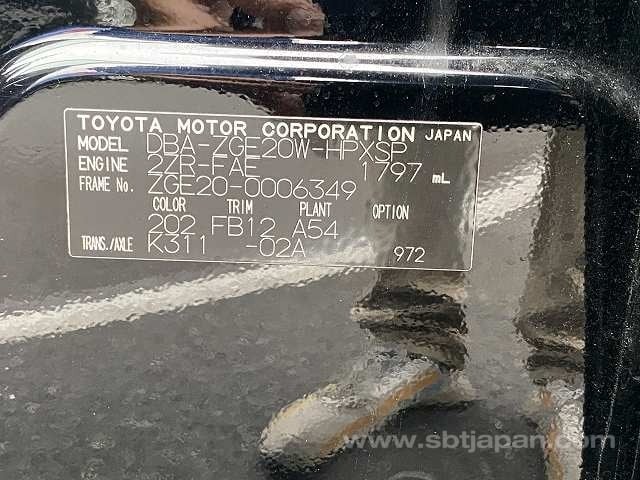 TOYOTA MOTOR CORPORATION JAPAN
MODEL DBA-ZGE20W-HPXSP
ENGINE 2ZR-FAE 1797 mL
FRAME No. ZGE20-0006349
COLOR TRIM PLANT OPTION
202 FB12 A54
TRANS./AXLE K311 -02A 972
www.sbtjapan.com